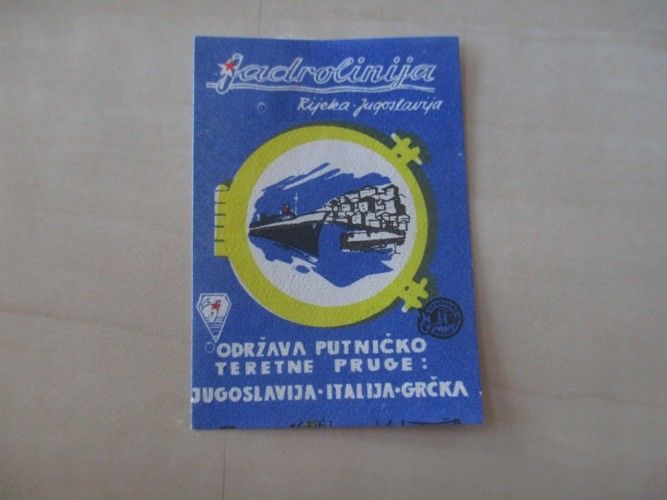 Jadrolinija
Rijeka - Jugoslavija
ODRŽAVA PUTNIČKO
TERETNE PRUGE:
JUGOSLAVIJA·ITALIJA·GRČKA